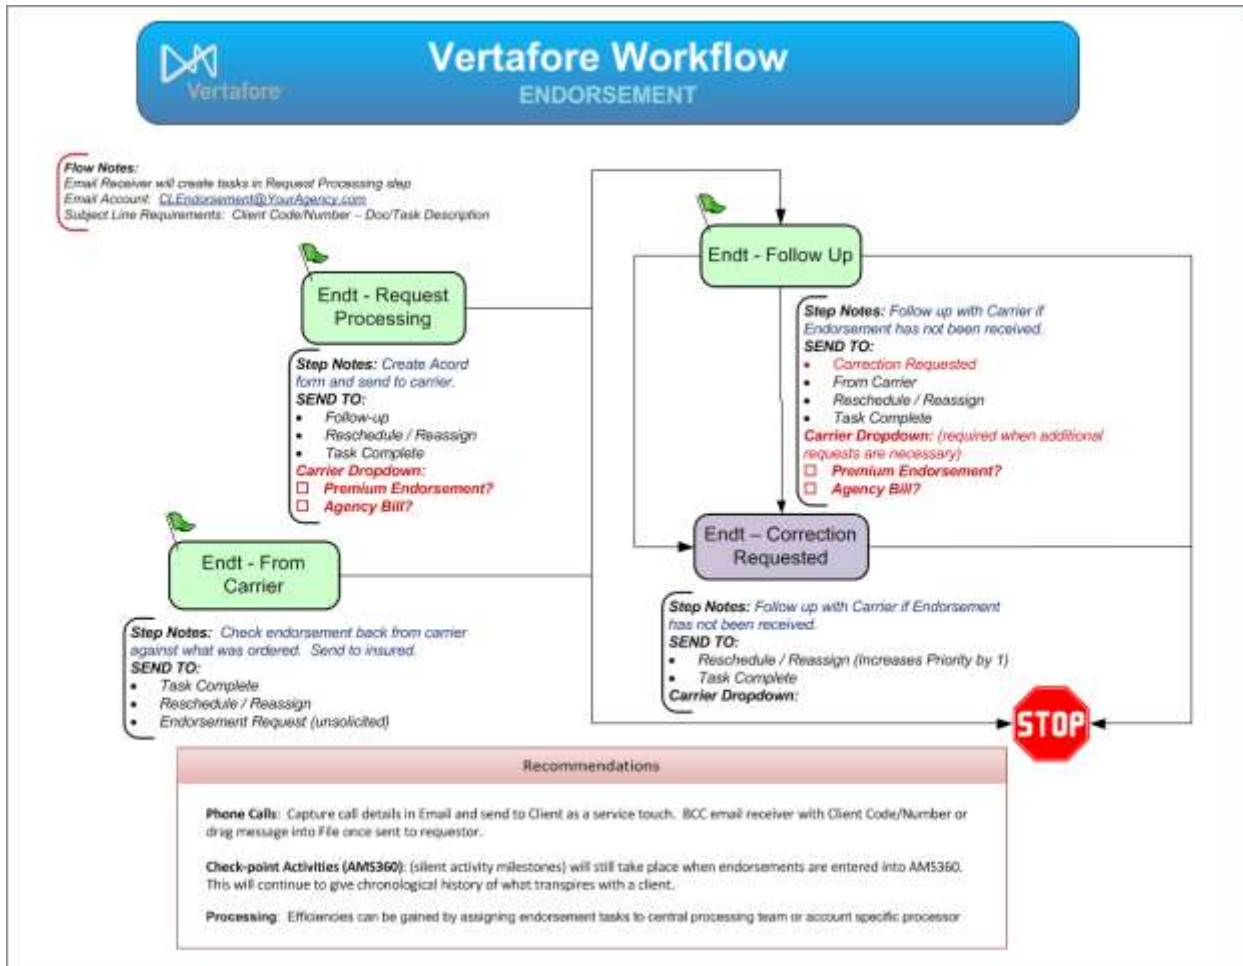 Vertafore
Vertafore Workflow
ENDORSEMENT
Flow Notes:
Email Receiver will create tasks in Request Processing step
Email Account: CLEndorsement@YourAgency.com
Subject Line Requirements: Client Code/Number – Doc/Task Description
Endt - Request
Processing
Step Notes: Create Acord
form and send to carrier.
SEND TO:
• Follow-up
• Reschedule / Reassign
• Task Complete
Carrier Dropdown:
☐ Premium Endorsement?
☐ Agency Bill?
Endt - From
Carrier
Step Notes: Check endorsement back from carrier
against what was ordered. Send to insured.
SEND TO:
• Task Complete
• Reschedule / Reassign
• Endorsement Request (unsolicited)
Endt - Follow Up
Step Notes: Follow up with Carrier if
Endorsement has not been received.
SEND TO:
• Correction Requested
• From Carrier
• Reschedule / Reassign
• Task Complete
Carrier Dropdown: (required when additional
requests are necessary)
☐ Premium Endorsement?
☐ Agency Bill?
Endt – Correction
Requested
Step Notes: Follow up with Carrier if Endorsement
has not been received.
SEND TO:
• Reschedule / Reassign (Increases Priority by 1)
• Task Complete
Carrier Dropdown:
STOP
Recommendations
Phone Calls: Capture call details in Email and send to Client as a service touch. BCC email receiver with Client Code/Number or
drag message into File once sent to requestor.
Check-point Activities (AMS360): (silent activity milestones) will still take place when endorsements are entered into AMS360.
This will continue to give chronological history of what transpires with a client.
Processing: Efficiencies can be gained by assigning endorsement tasks to central processing team or account specific processor